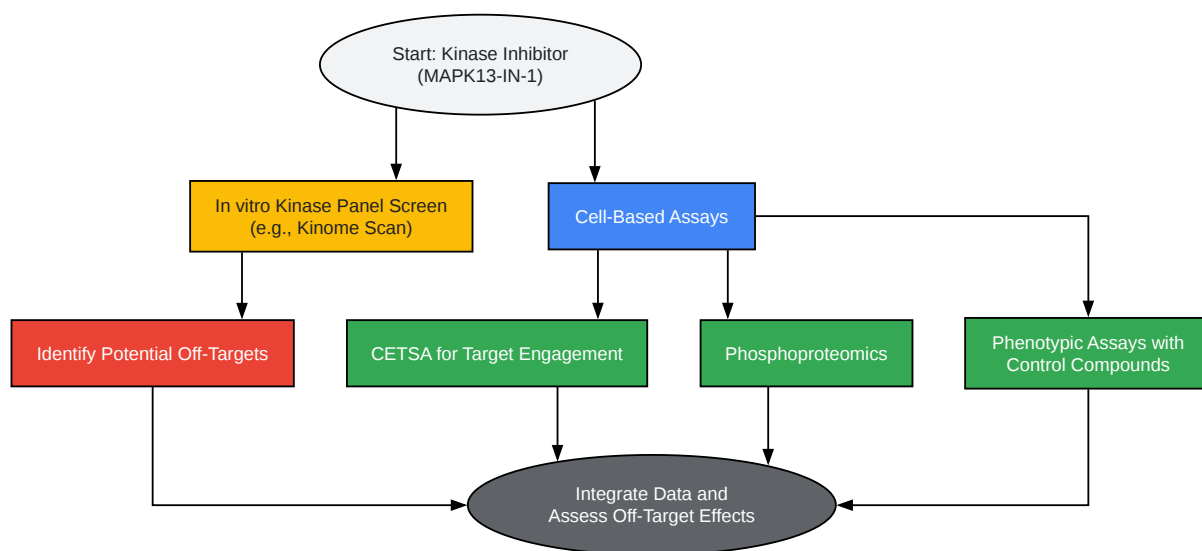 Start: Kinase Inhibitor
(MAPK13-IN-1)
In vitro Kinase Panel Screen
(e.g., Kinome Scan)
Cell-Based Assays
Identify Potential Off-Targets
CETSA for Target Engagement
Phosphoproteomics
Phenotypic Assays with
Control Compounds
Integrate Data and
Assess Off-Target Effects